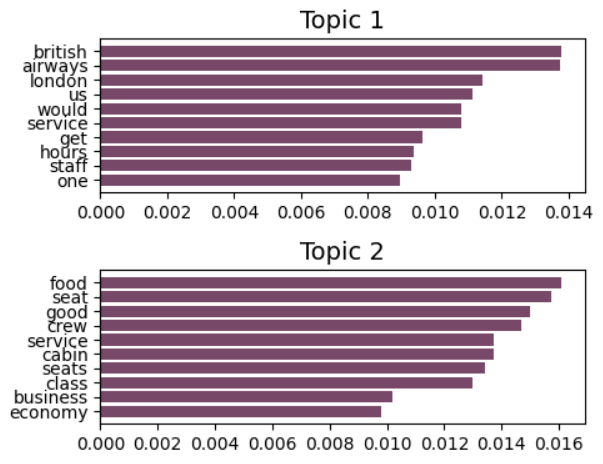 Topic 1
british
airways
london
us
would
service
get
hours
staff
one
0.000 0.002 0.004 0.006 0.008 0.010 0.012 0.014
Topic 2
food
seat
good
crew
service
cabin
seats
class
business
economy
0.000 0.002 0.004 0.006 0.008 0.010 0.012 0.014 0.016